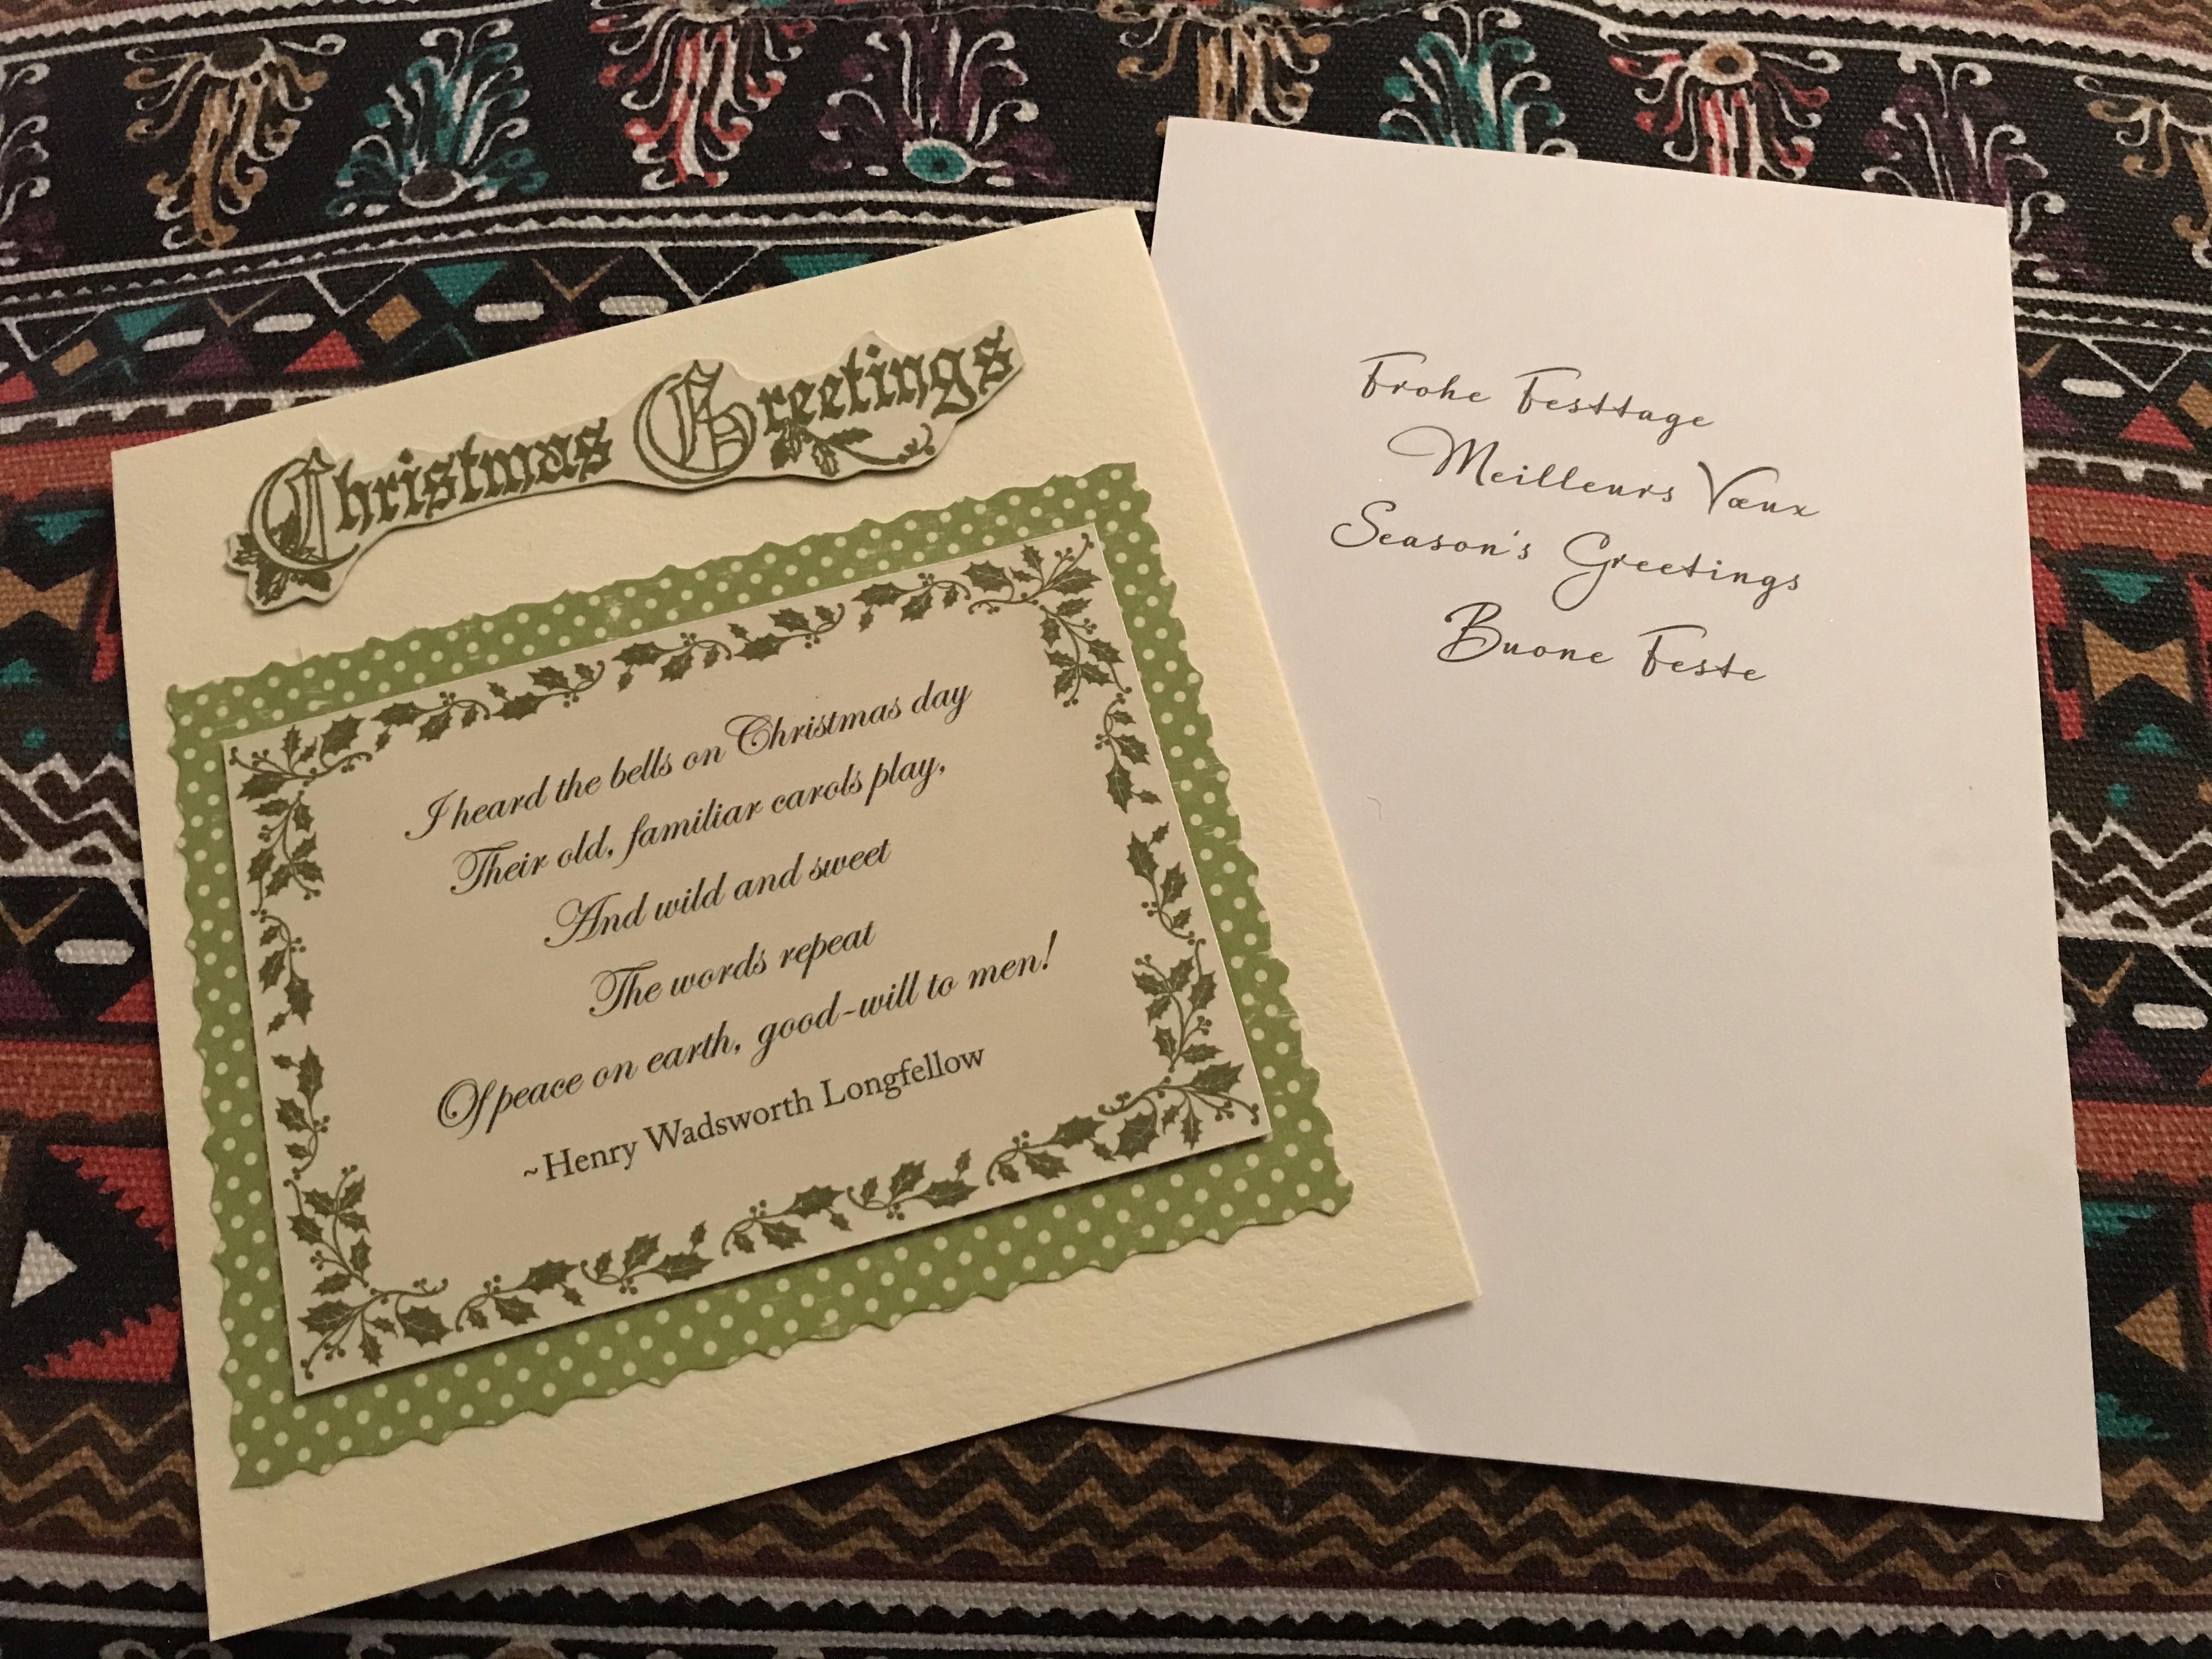 Christmas Greetings
I heard the bells on Christmas day
Their old, familiar carols play,
And wild and sweet
The words repeat
Of peace on earth, good-will to men!
~Henry Wadsworth Longfellow
Frohe Festtage
Meilleurs Vœux
Season's Greetings
Buone Feste